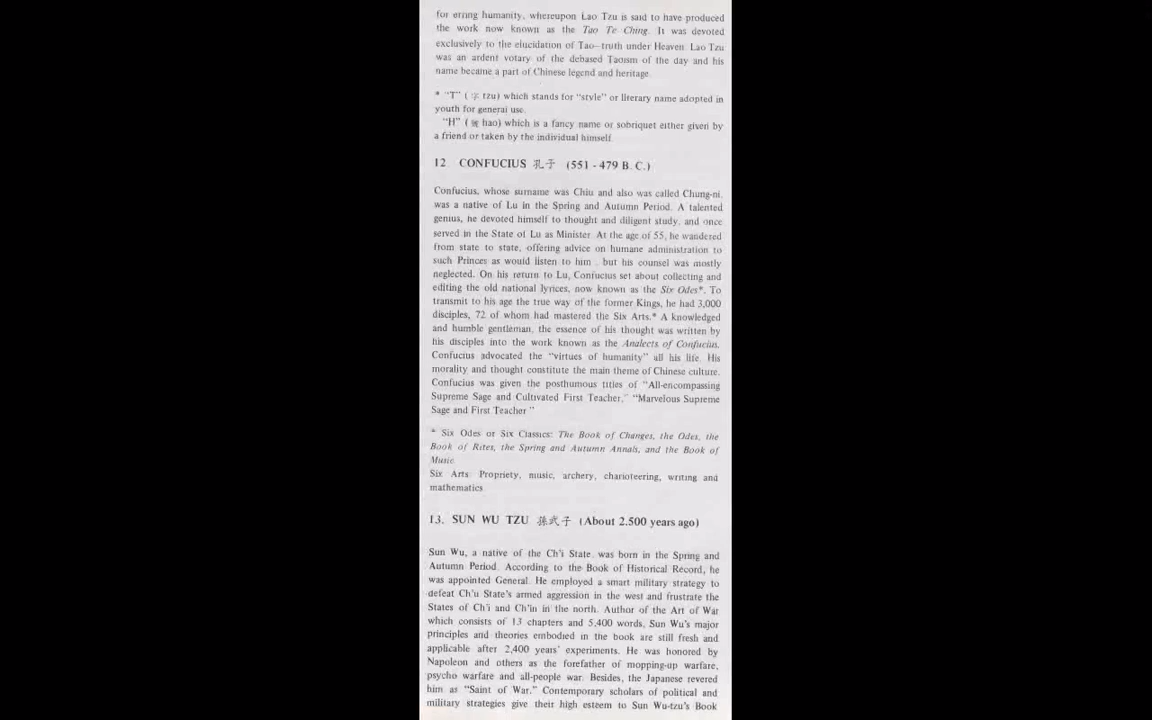 for erring humanity, whereupon Lao Tzu is said to have produced
the work now known as the Tao Te Ching. It was devoted
exclusively to the elucidation of Tao–truth under Heaven. Lao Tzu
was an ardent votary of the debased Taoism of the day and his
name became a part of Chinese legend and heritage.
* "T" ( 字 tzu) which stands for "style" or literary name adopted in
youth for general use.
"H" ( 號 hao) which is a fancy name or sobriquet either given by
a friend or taken by the individual himself.
12 CONFUCIUS 孔子 (551 - 479 B. C.)
Confucius, whose surname was Chiu and also was called Chung-ni,
was a native of Lu in the Spring and Autumn Period. A talented
genius, he devoted himself to thought and diligent study, and once
served in the State of Lu as Minister. At the age of 55, he wandered
from state to state, offering advice on humane administration to
such Princes as would listen to him . but his counsel was mostly
neglected. On his return to Lu, Confucius set about collecting and
editing the old national lyrices, now known as the Six Odes*. To
transmit to his age the true way of the former Kings, he had 3,000
disciples, 72 of whom had mastered the Six Arts.* A knowledged
and humble gentleman, the essence of his thought was written by
his disciples into the work known as the Analects of Confucius.
Confucius advocated the "virtues of humanity" all his life. His
morality and thought constitute the main theme of Chinese culture.
Confucius was given the posthumous titles of "All-encompassing
Supreme Sage and Cultivated First Teacher," "Marvelous Supreme
Sage and First Teacher "
* Six Odes or Six Classics: The Book of Changes, the Odes, the
Book of Rites, the Spring and Autumn Annals, and the Book of
Music
Six Arts Propriety, music, archery, charioteering, writing and
mathematics
13. SUN WU TZU 孫武子 (About 2.500 years ago)
Sun Wu, a native of the Ch'i State, was born in the Spring and
Autumn Period. According to the Book of Historical Record, he
was appointed General. He employed a smart military strategy to
defeat Ch'u State's armed aggression in the west and frustrate the
States of Ch'i and Ch'in in the north. Author of the Art of War
which consists of 13 chapters and 5,400 words, Sun Wu's major
principles and theories embodied in the book are still fresh and
applicable after 2,400 years' experiments. He was honored by
Napoleon and others as the forefather of mopping-up warfare,
psycho warfare and all-people war. Besides, the Japanese revered
him as "Saint of War." Contemporary scholars of political and
military strategies give their high esteem to Sun Wu-tzu's Book